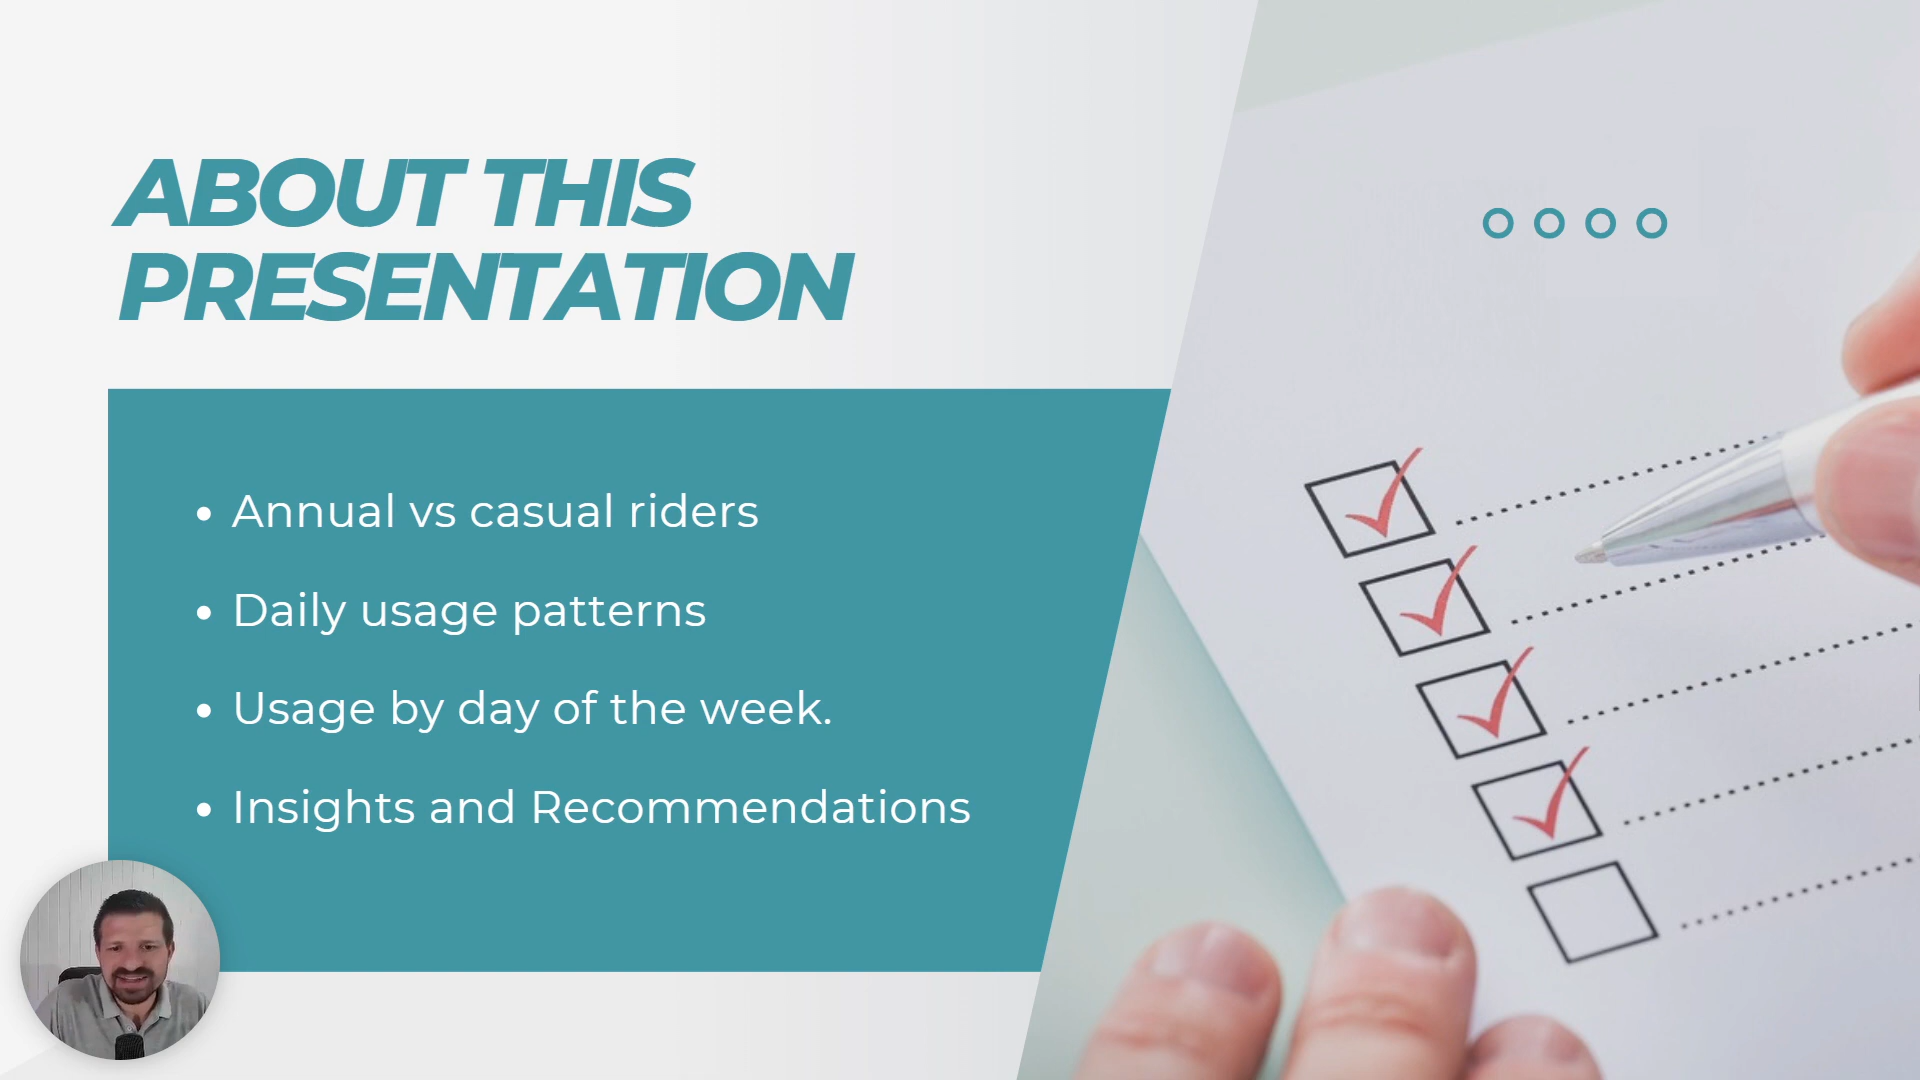 ABOUT THIS
PRESENTATION
• Annual vs casual riders
• Daily usage patterns
• Usage by day of the week.
• Insights and Recommendations